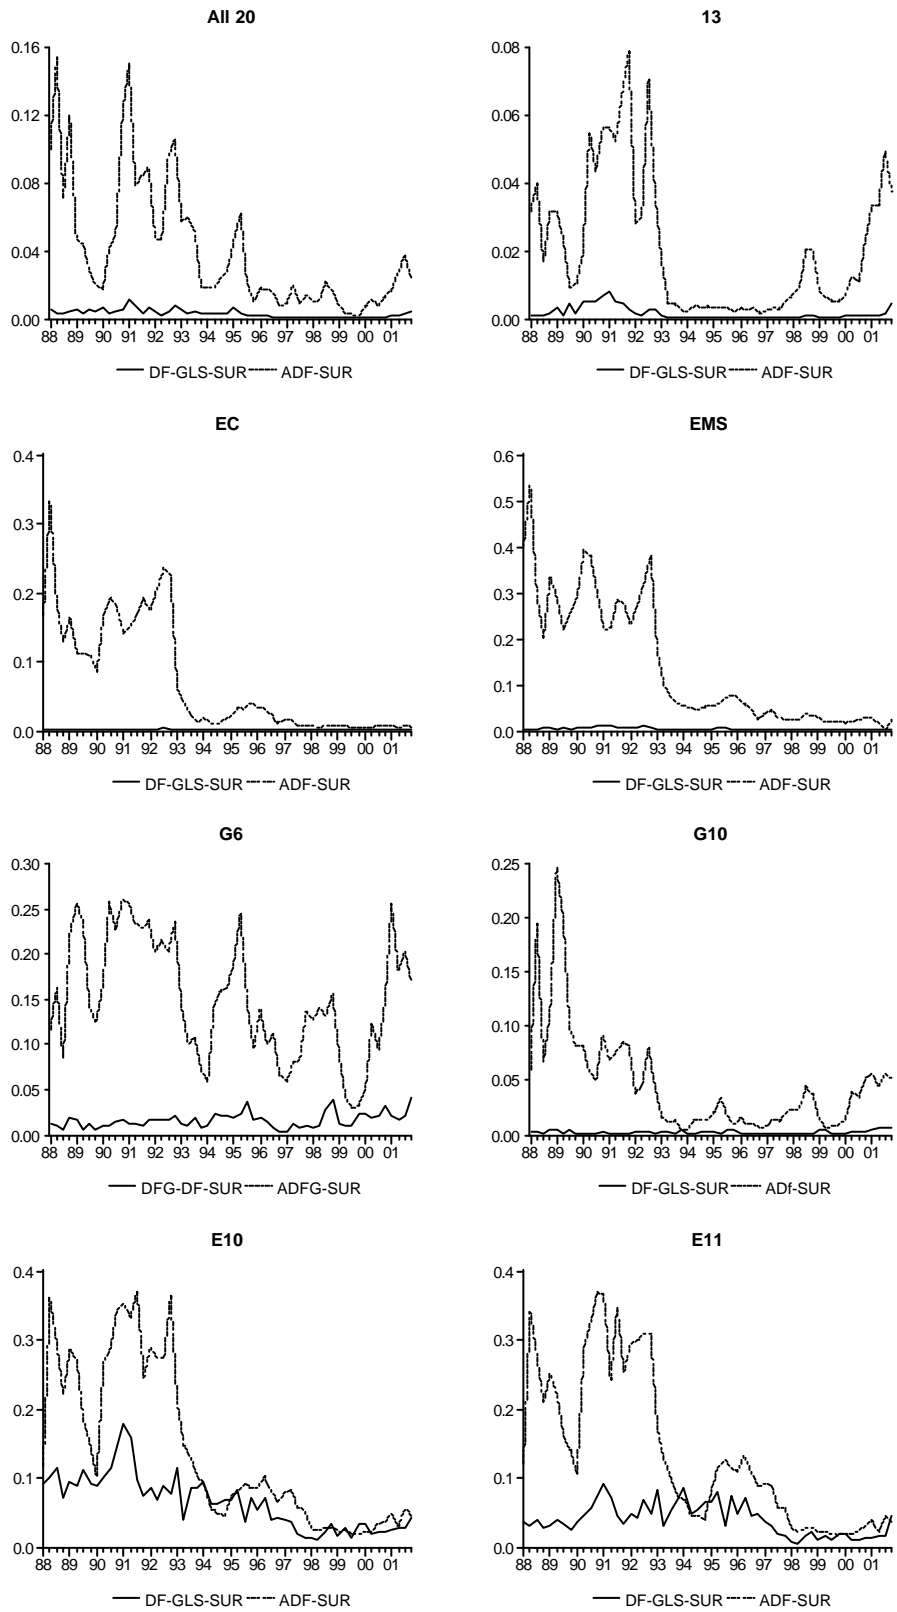 All 20
0.16
0.12
0.08
0.04
0.00
88 89 90 91 92 93 94 95 96 97 98 99 00 01
DF-GLS-SUR ADF-SUR
13
0.08
0.06
0.04
0.02
0.00
88 89 90 91 92 93 94 95 96 97 98 99 00 01
DF-GLS-SUR ADF-SUR
EC
0.4
0.3
0.2
0.1
0.0
88 89 90 91 92 93 94 95 96 97 98 99 00 01
DF-GLS-SUR ADF-SUR
EMS
0.6
0.5
0.4
0.3
0.2
0.1
0.0
88 89 90 91 92 93 94 95 96 97 98 99 00 01
DF-GLS-SUR ADF-SUR
G6
0.30
0.25
0.20
0.15
0.10
0.05
0.00
88 89 90 91 92 93 94 95 96 97 98 99 00 01
DFG-DF-SUR ADFG-SUR
G10
0.25
0.20
0.15
0.10
0.05
0.00
88 89 90 91 92 93 94 95 96 97 98 99 00 01
DF-GLS-SUR ADf-SUR
E10
0.4
0.3
0.2
0.1
0.0
88 89 90 91 92 93 94 95 96 97 98 99 00 01
DF-GLS-SUR ADF-SUR
E11
0.4
0.3
0.2
0.1
0.0
88 89 90 91 92 93 94 95 96 97 98 99 00 01
DF-GLS-SUR ADF-SUR